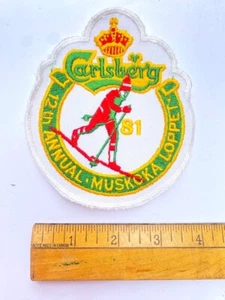 Carlsberg
12th ANNUAL · MUSKOKA LOPPET
81
1 2 3 4